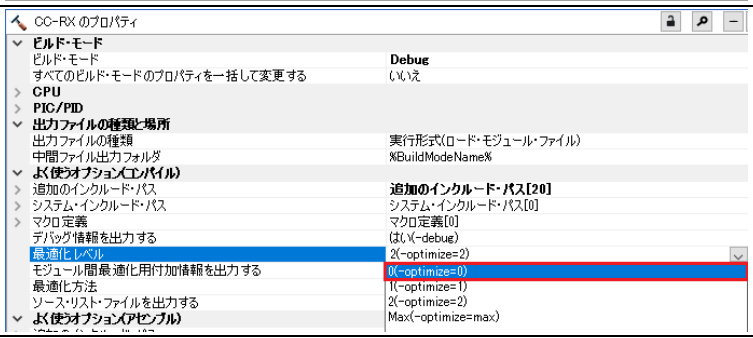 CC-RX のプロパティ
ビルド・モード
ビルド・モード Debug
すべてのビルド・モードのプロパティを一括して変更する いいえ
CPU
PIC/PID
出力ファイルの種類と場所
出力ファイルの種類 実行形式(ロード・モジュール・ファイル)
中間ファイル出力フォルダ %BuildModeName%
よく使うオプション(コンパイル)
追加のインクルード・パス 追加のインクルード・パス[20]
システム・インクルード・パス システム・インクルード・パス[0]
マクロ定義 マクロ定義[0]
デバッグ情報を出力する はい(-debug)
最適化レベル 2(-optimize=2)
モジュール間最適化用付加情報を出力する 0(-optimize=0)
最適化方法 1(-optimize=1)
ソース・リスト・ファイルを出力する 2(-optimize=2)
よく使うオプション(アセンブル) Max(-optimize=max)